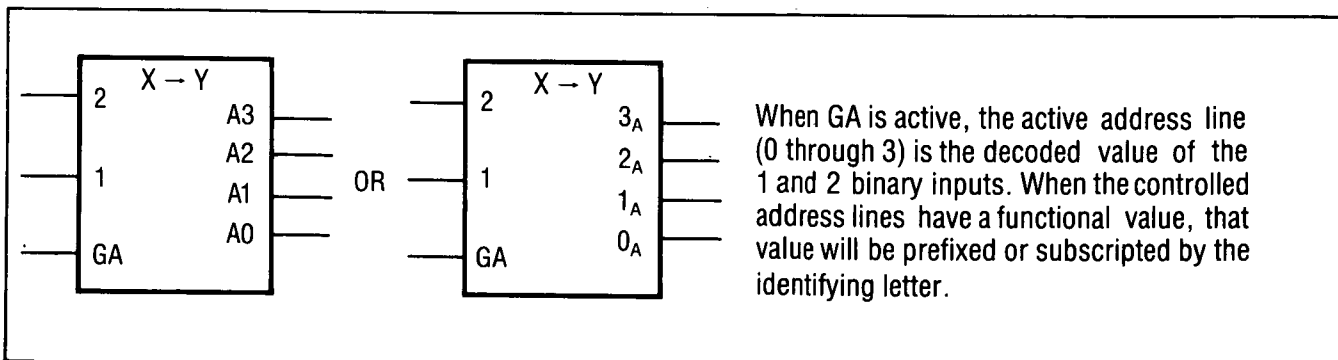 X → Y
2
1
GA
A3
A2
A1
A0
OR
X → Y
2
1
GA
3A
2A
1A
0A
When GA is active, the active address line
(0 through 3) is the decoded value of the
1 and 2 binary inputs. When the controlled
address lines have a functional value, that
value will be prefixed or subscripted by the
identifying letter.